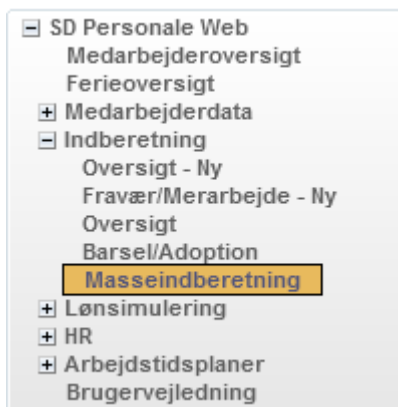 SD Personale Web
Medarbejderoversigt
Ferieoversigt
Medarbejderdata
Indberetning
Oversigt - Ny
Fravær/Merarbejde - Ny
Oversigt
Barsel/Adoption
Masseindberetning
Lønsimulering
HR
Arbejdstidsplaner
Brugervejledning